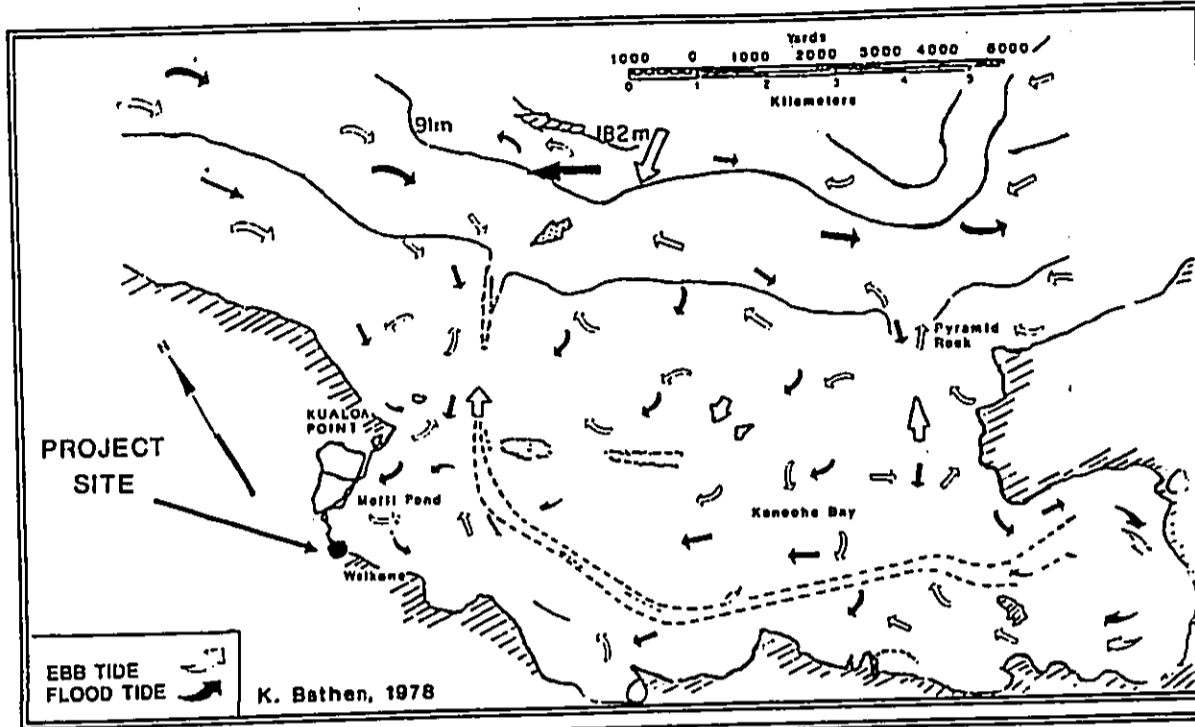 Yards
1000 0 1000 2000 3000 4000 5000
0 1 2 3 4 5
Kilometers
91m
182m
Pyramid
Rock
N
KUALOA
POINT
PROJECT
SITE
Molii Pond
Kaneohe Bay
Waikane
EBB TIDE
FLOOD TIDE
K. Bathen, 1978